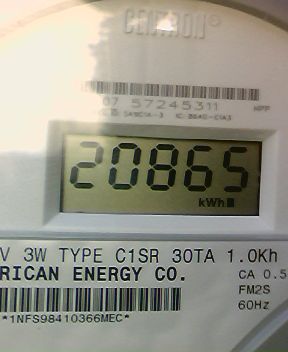 CENTRON®
07 57245311
20865
kWh
V 3W TYPE C1SR 30TA 1.0Kh
RICAN ENERGY CO.
CA 0.5
FM2S
60Hz
*1NFS98410366MEC*